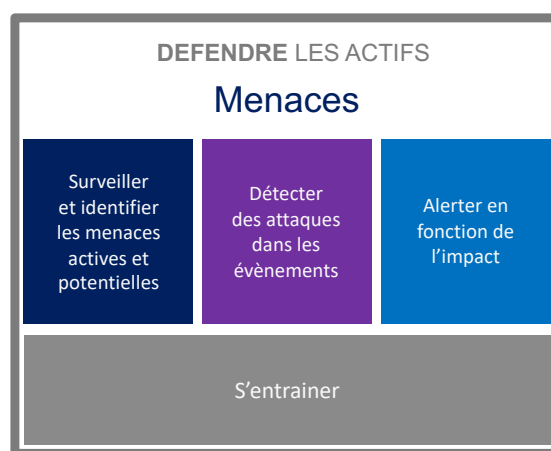 DEFENDRE LES ACTIFS
Menaces
Surveiller
et identifier
les menaces
actives et
potentielles
Détecter
des attaques
dans les
évènements
Alerter en
fonction de
l’impact
S’entrainer